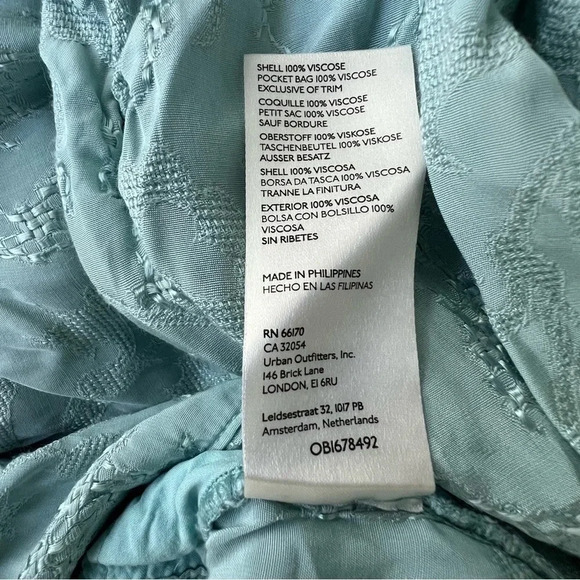 SHELL 100% VISCOSE
POCKET BAG 100% VISCOSE
EXCLUSIVE OF TRIM
COQUILLE 100% VISCOSE
PETIT SAC 100% VISCOSE
SAUF BORDURE
OBERSTOFF 100% VISKOSE
TASCHENBEUTEL 100% VISKOSE
AUSSER BESATZ
SHELL 100% VISCOSA
BORSA DA TASCA 100% VISCOSA
TRANNE LA FINITURA
EXTERIOR 100% VISCOSA
BOLSA CON BOLSILLO 100%
VISCOSA
SIN RIBETES
MADE IN PHILIPPINES
HECHO EN LAS FILIPINAS
RN 66170
CA 32054
Urban Outfitters, Inc.
146 Brick Lane
LONDON, E1 6RU
Leidsestraat 32, 1017 PB
Amsterdam, Netherlands
OB1678492